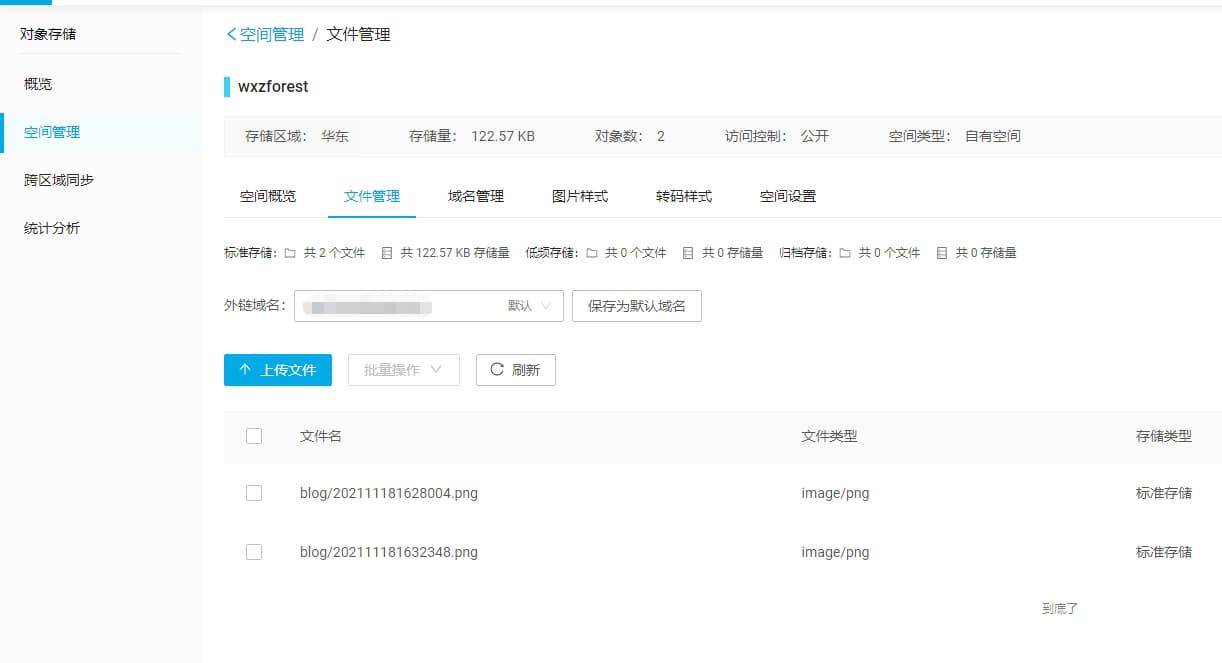 对象存储
概览
空间管理
跨区域同步
统计分析
空间管理 / 文件管理
wxzforest
存储区域： 华东 存储量： 122.57 KB 对象数： 2 访问控制： 公开 空间类型： 自有空间
空间概览 文件管理 域名管理 图片样式 转码样式 空间设置
标准存储: 共 2 个文件 共 122.57 KB 存储量 低频存储: 共 0 个文件 共 0 存储量 归档存储: 共 0 个文件 共 0 存储量
外链域名: 默认 保存为默认域名
上传文件 批量操作 刷新
文件名 文件类型 存储类型
blog/202111181628004.png image/png 标准存储
blog/202111181632348.png image/png 标准存储
到底了